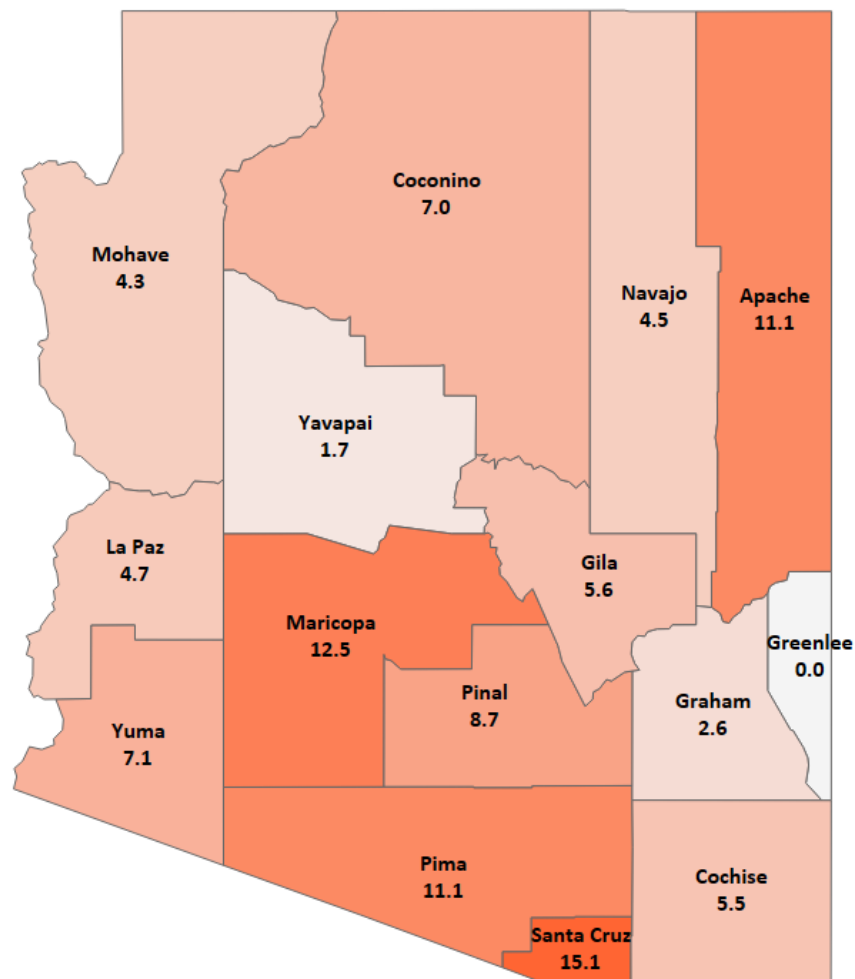 Coconino
7.0
Mohave
4.3
Navajo
4.5
Apache
11.1
Yavapai
1.7
La Paz
4.7
Gila
5.6
Maricopa
12.5
Greenlee
0.0
Pinal
8.7
Graham
2.6
Yuma
7.1
Pima
11.1
Cochise
5.5
Santa Cruz
15.1